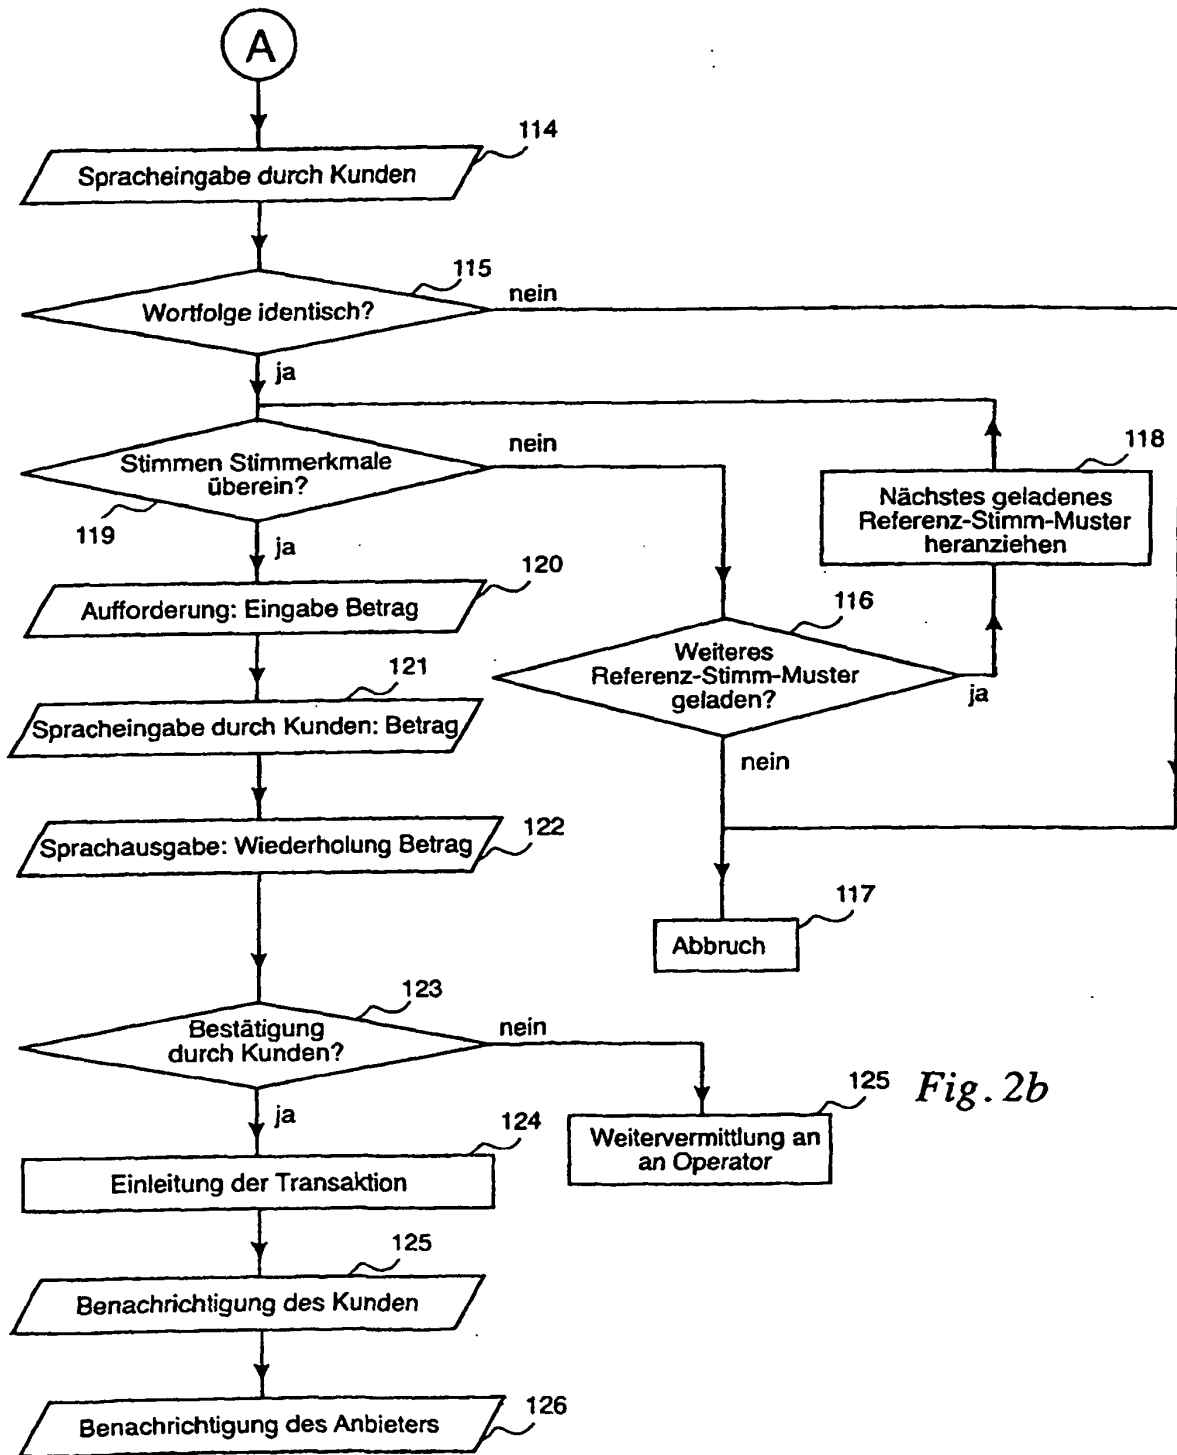 A
114
Spracheingabe durch Kunden
115
Wortfolge identisch?
nein
ja
Stimmen Stimmerkmale
überein?
nein
119
ja
118
Nächstes geladenes
Referenz-Stimm-Muster
heranziehen
120
Aufforderung: Eingabe Betrag
116
Weiteres
Referenz-Stimm-Muster
geladen?
ja
nein
121
Spracheingabe durch Kunden: Betrag
122
Sprachausgabe: Wiederholung Betrag
117
Abbruch
123
Bestätigung
durch Kunden?
nein
ja
125
Weitervermittlung an
an Operator
Fig. 2b
124
Einleitung der Transaktion
125
Benachrichtigung des Kunden
126
Benachrichtigung des Anbieters